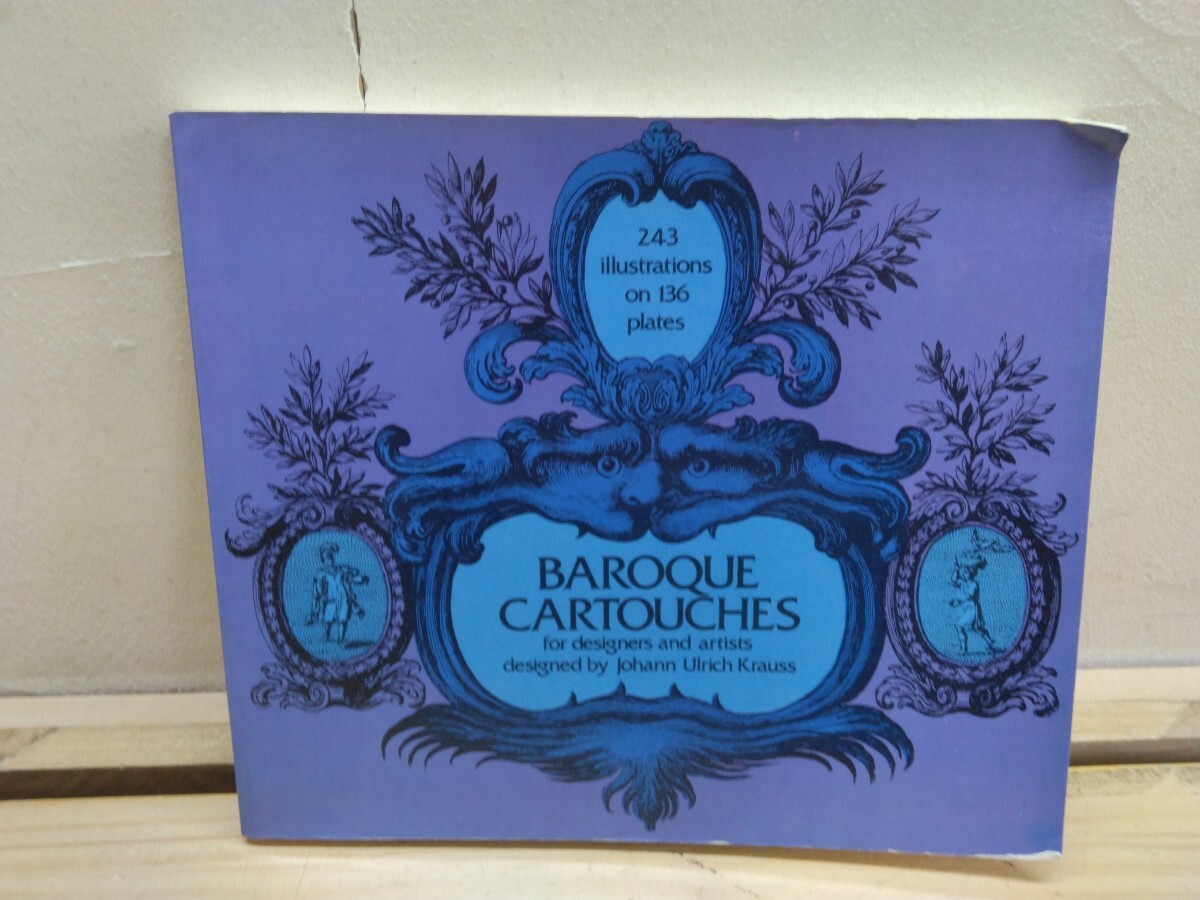 243
illustrations
on 136
plates
BAROQUE
CARTOUCHES
for designers and artists
designed by Johann Ulrich Krauss